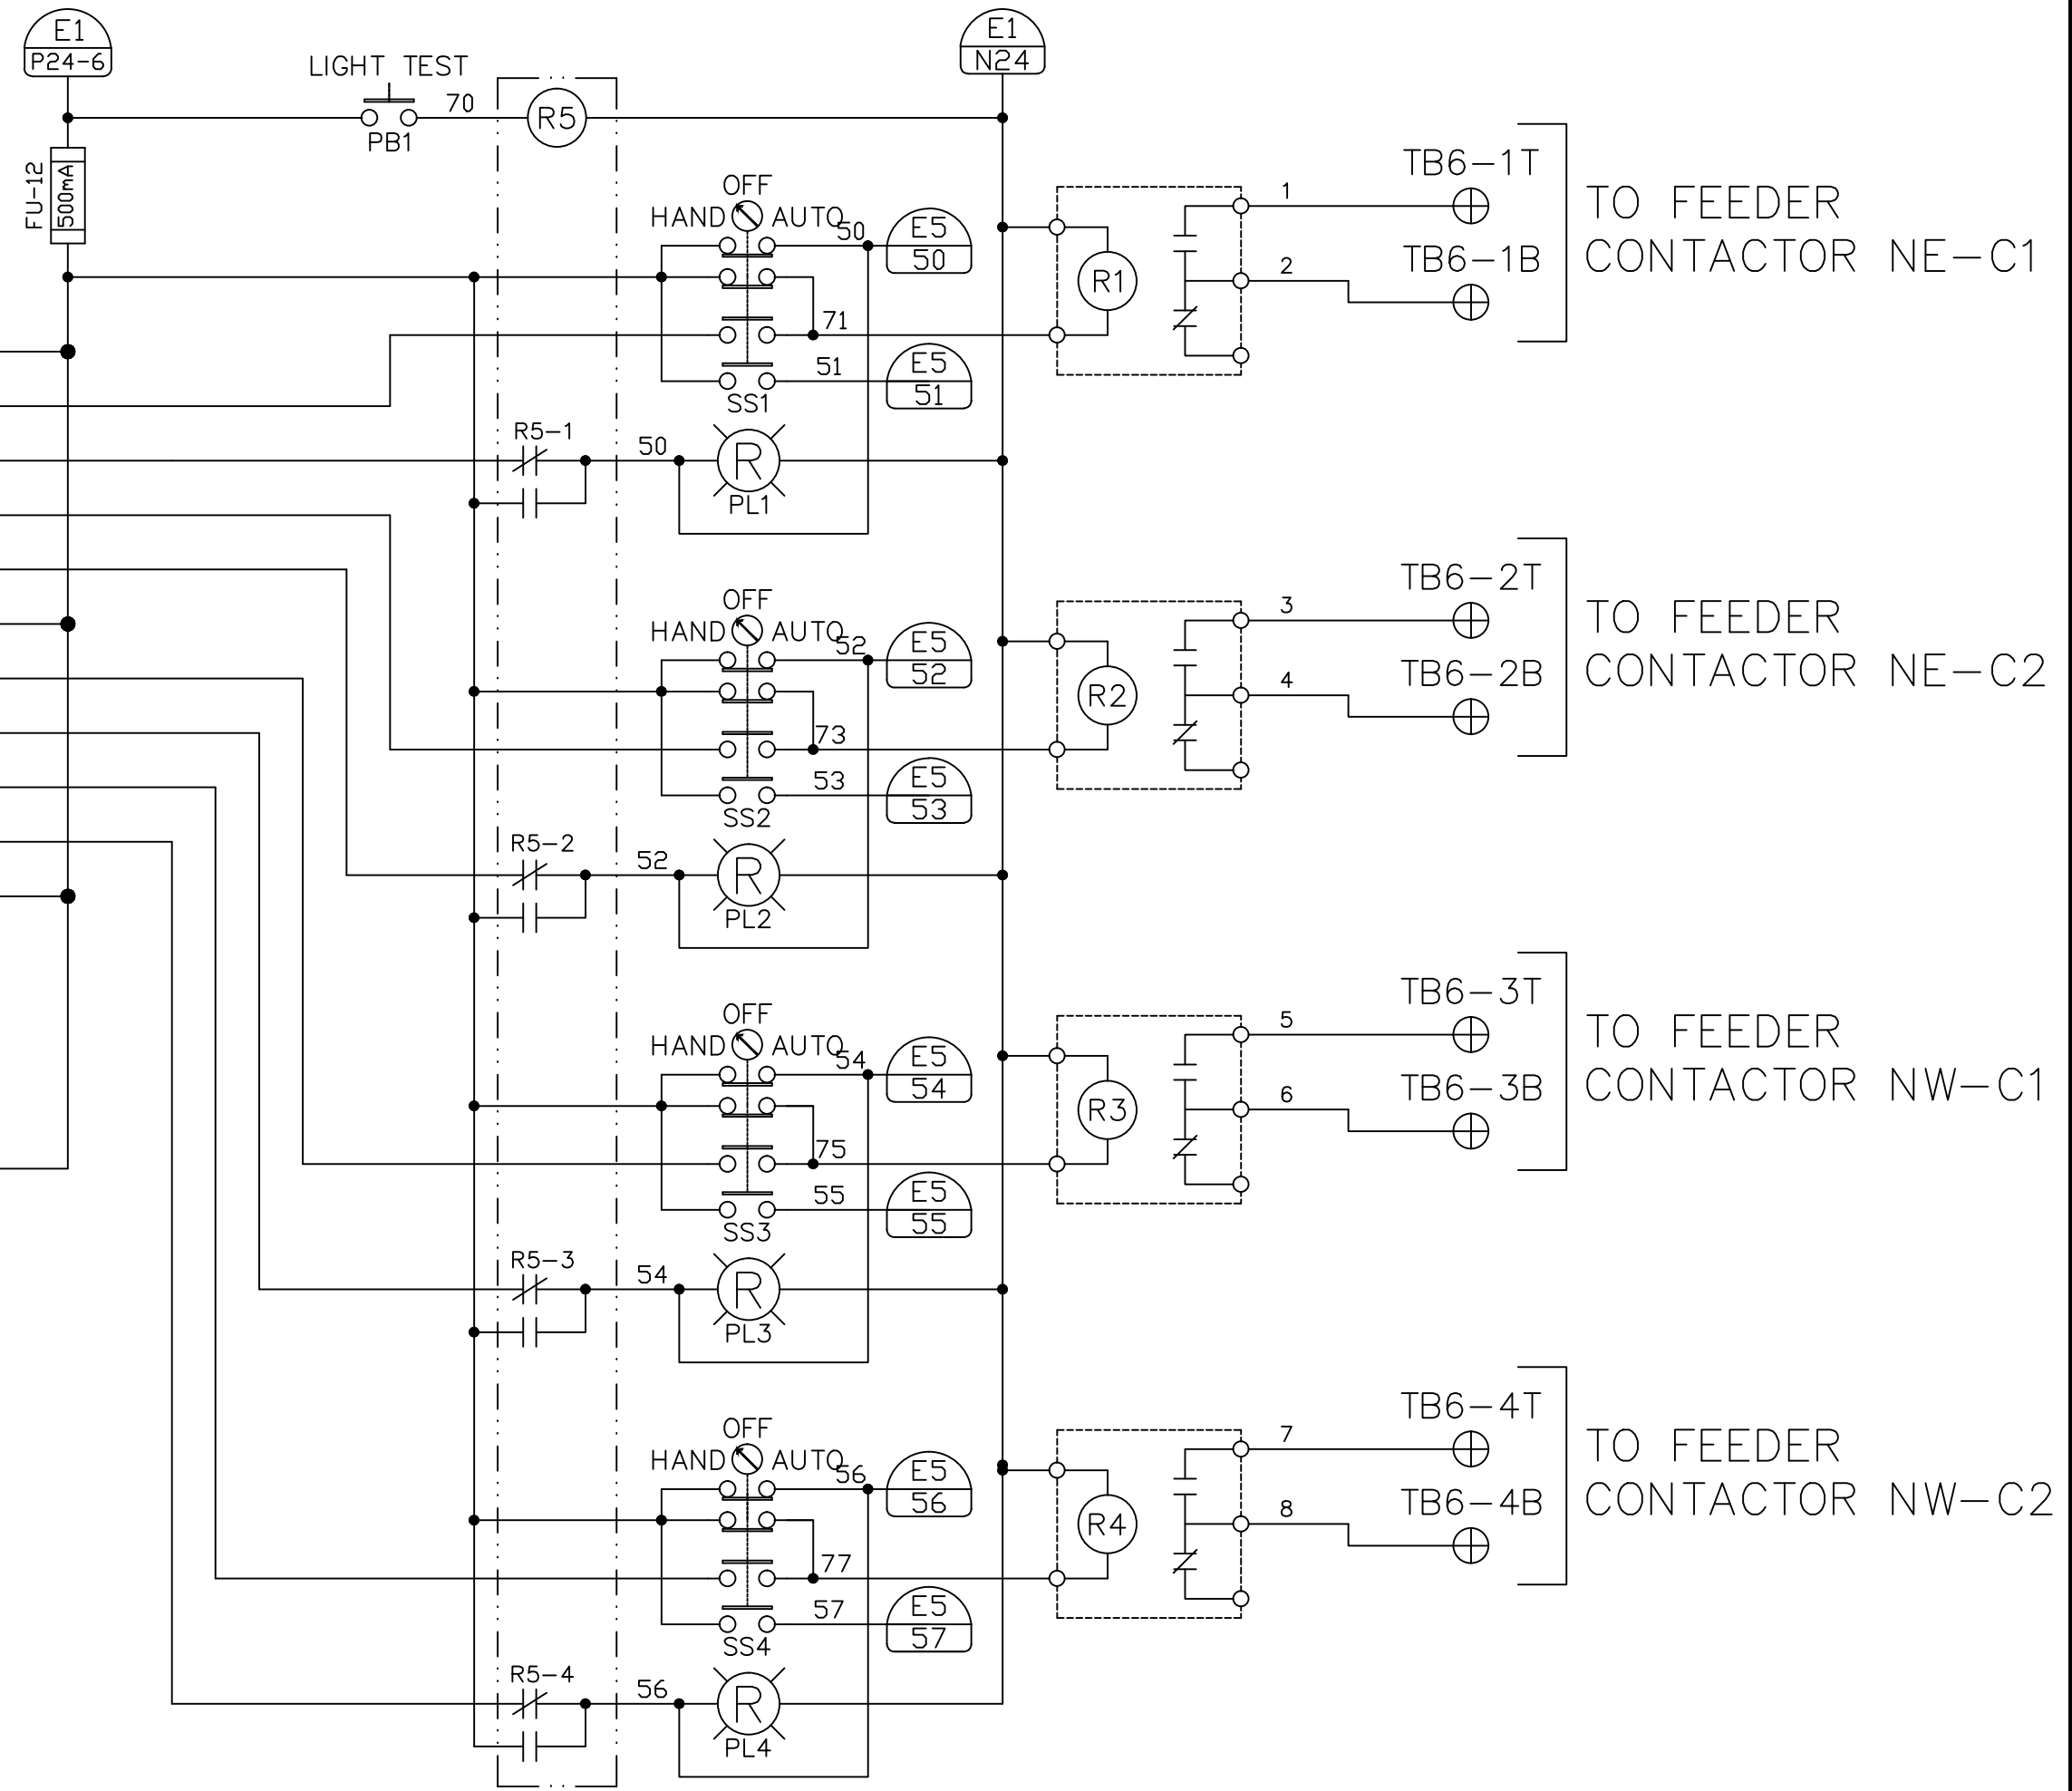 E1
P24-6
E1
N24
LIGHT TEST
70
R5
PB1
FU-12
500mA
OFF
HAND AUTO
50
E5
50
71
51
E5
51
SS1
R1
1
2
TB6-1T
TB6-1B
TO FEEDER
CONTACTOR NE-C1
R5-1
50
R
PL1
OFF
HAND AUTO
52
E5
52
73
53
E5
53
SS2
R2
3
4
TB6-2T
TB6-2B
TO FEEDER
CONTACTOR NE-C2
R5-2
52
R
PL2
OFF
HAND AUTO
54
E5
54
75
55
E5
55
SS3
R3
5
6
TB6-3T
TB6-3B
TO FEEDER
CONTACTOR NW-C1
R5-3
54
R
PL3
OFF
HAND AUTO
56
E5
56
77
57
E5
57
SS4
R4
7
8
TB6-4T
TB6-4B
TO FEEDER
CONTACTOR NW-C2
R5-4
56
R
PL4